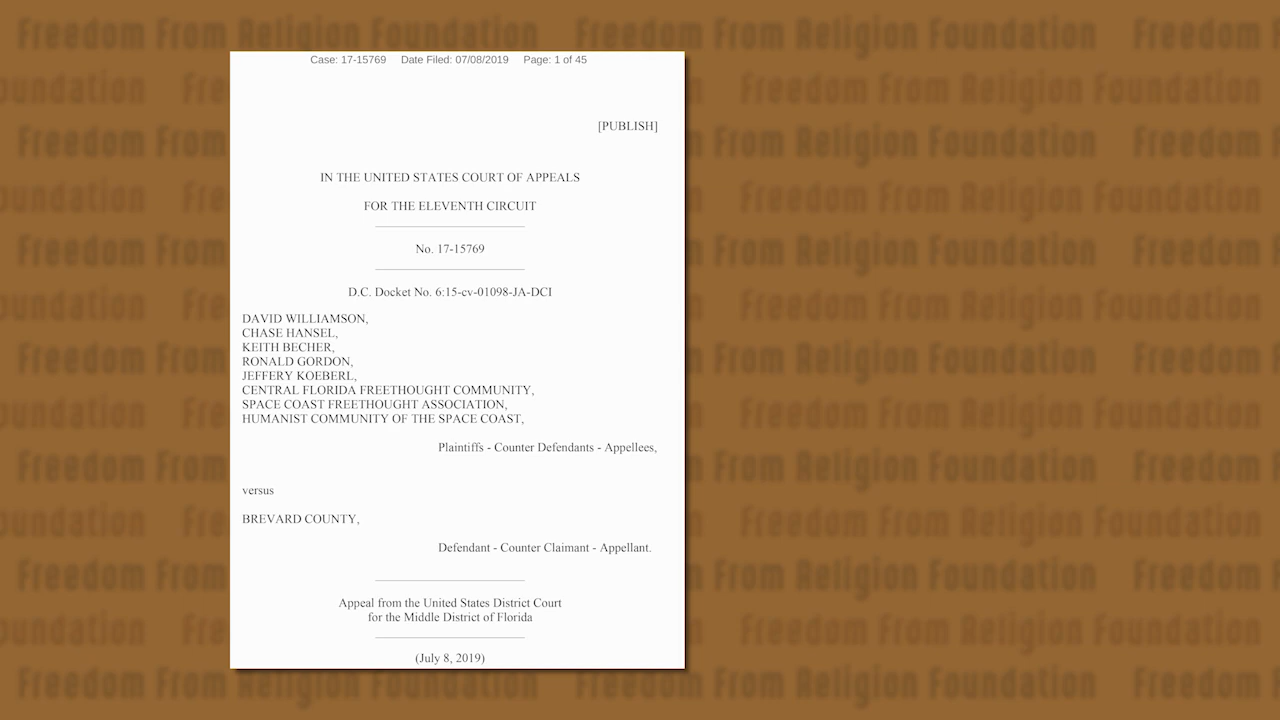 Freedom From Religion Foundation
Case: 17-15769 Date Filed: 07/08/2019 Page: 1 of 45
[PUBLISH]
IN THE UNITED STATES COURT OF APPEALS
FOR THE ELEVENTH CIRCUIT
No. 17-15769
D.C. Docket No. 6:15-cv-01098-JA-DCI
DAVID WILLIAMSON,
CHASE HANSEL,
KEITH BECHER,
RONALD GORDON,
JEFFERY KOEBERL,
CENTRAL FLORIDA FREETHOUGHT COMMUNITY,
SPACE COAST FREETHOUGHT ASSOCIATION,
HUMANIST COMMUNITY OF THE SPACE COAST,
Plaintiffs - Counter Defendants - Appellees,
versus
BREVARD COUNTY,
Defendant - Counter Claimant - Appellant.
Appeal from the United States District Court
for the Middle District of Florida
(July 8, 2019)